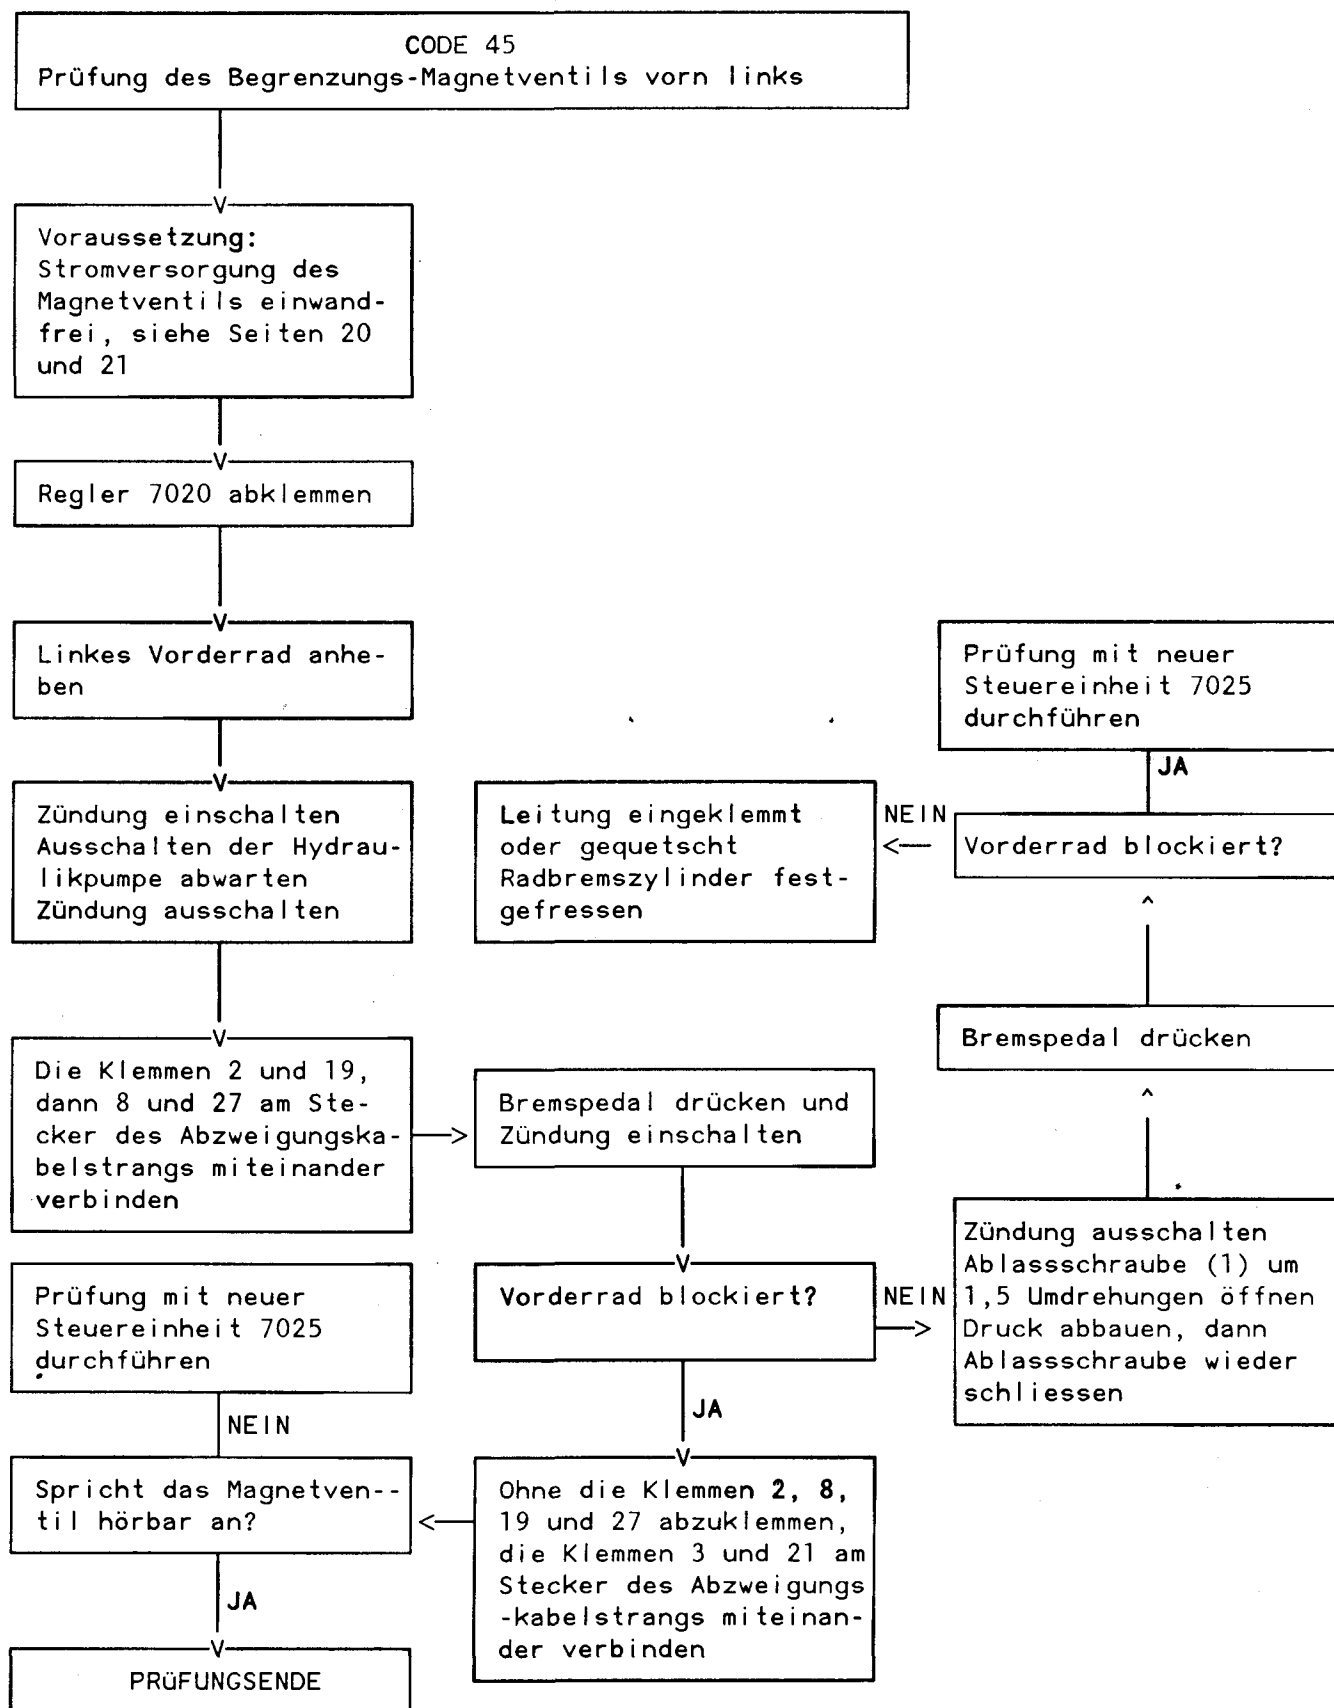 CODE 45
Prüfung des Begrenzungs-Magnetventils vorn links
Voraussetzung:
Stromversorgung des
Magnetventils einwand-
frei, siehe Seiten 20
und 21
Regler 7020 abklemmen
Linkes Vorderrad anhe-
ben
Zündung einschalten
Ausschalten der Hydrau-
likpumpe abwarten
Zündung ausschalten
Die Klemmen 2 und 19,
dann 8 und 27 am Ste-
cker des Abzweigungska-
belstrangs miteinander
verbinden
Bremspedal drücken und
Zündung einschalten
Vorderrad blockiert?
NEIN
Zündung ausschalten
Ablassschraube (1) um
1,5 Umdrehungen öffnen
Druck abbauen, dann
Ablassschraube wieder
schliessen
Bremspedal drücken
Vorderrad blockiert?
NEIN
Leitung eingeklemmt
oder gequetscht
Radbremszylinder fest-
gefressen
JA
Prüfung mit neuer
Steuereinheit 7025
durchführen
JA
Ohne die Klemmen 2, 8,
19 und 27 abzuklemmen,
die Klemmen 3 und 21 am
Stecker des Abzweigungs
-kabelstrangs miteinan-
der verbinden
Spricht das Magnetven--
til hörbar an?
NEIN
Prüfung mit neuer
Steuereinheit 7025
durchführen
JA
PRüFUNGSENDE